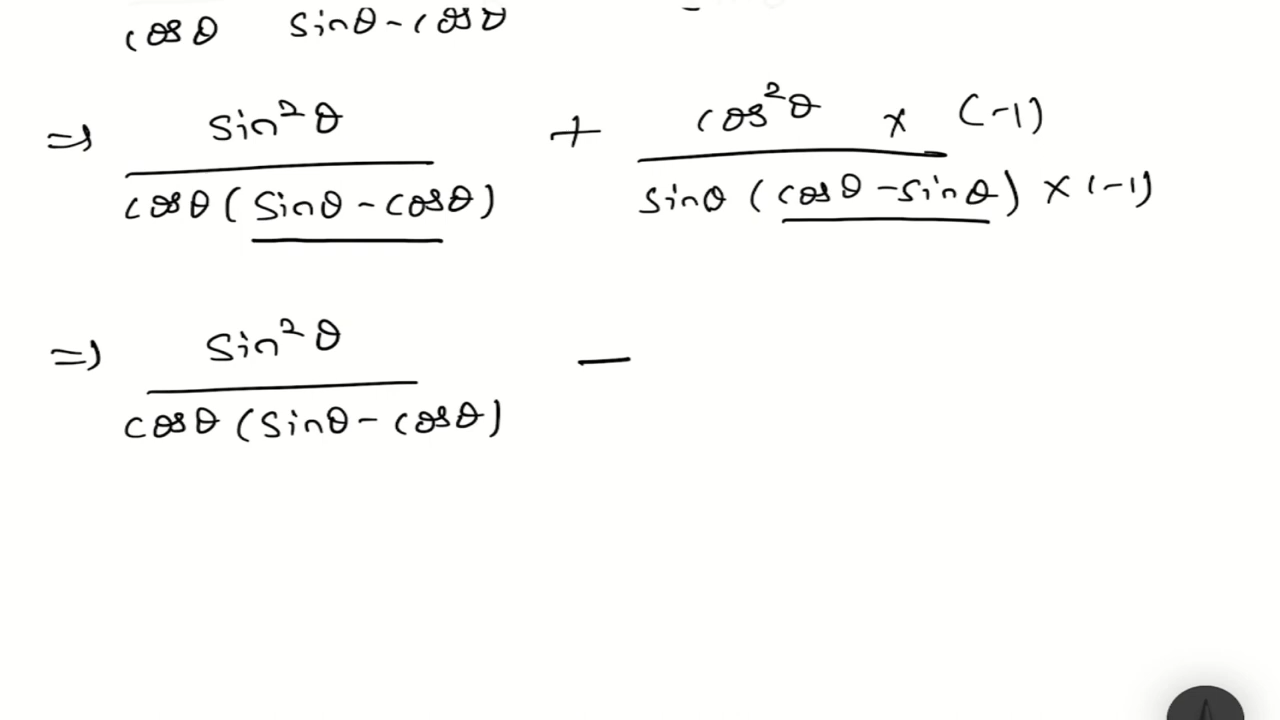 cosθ sinθ - cosθ
=> sin²θ + cos²θ × (-1)
cosθ (sinθ - cosθ) sinθ (cosθ - sinθ) × (-1)
=> sin²θ —
cosθ (sinθ - cosθ)